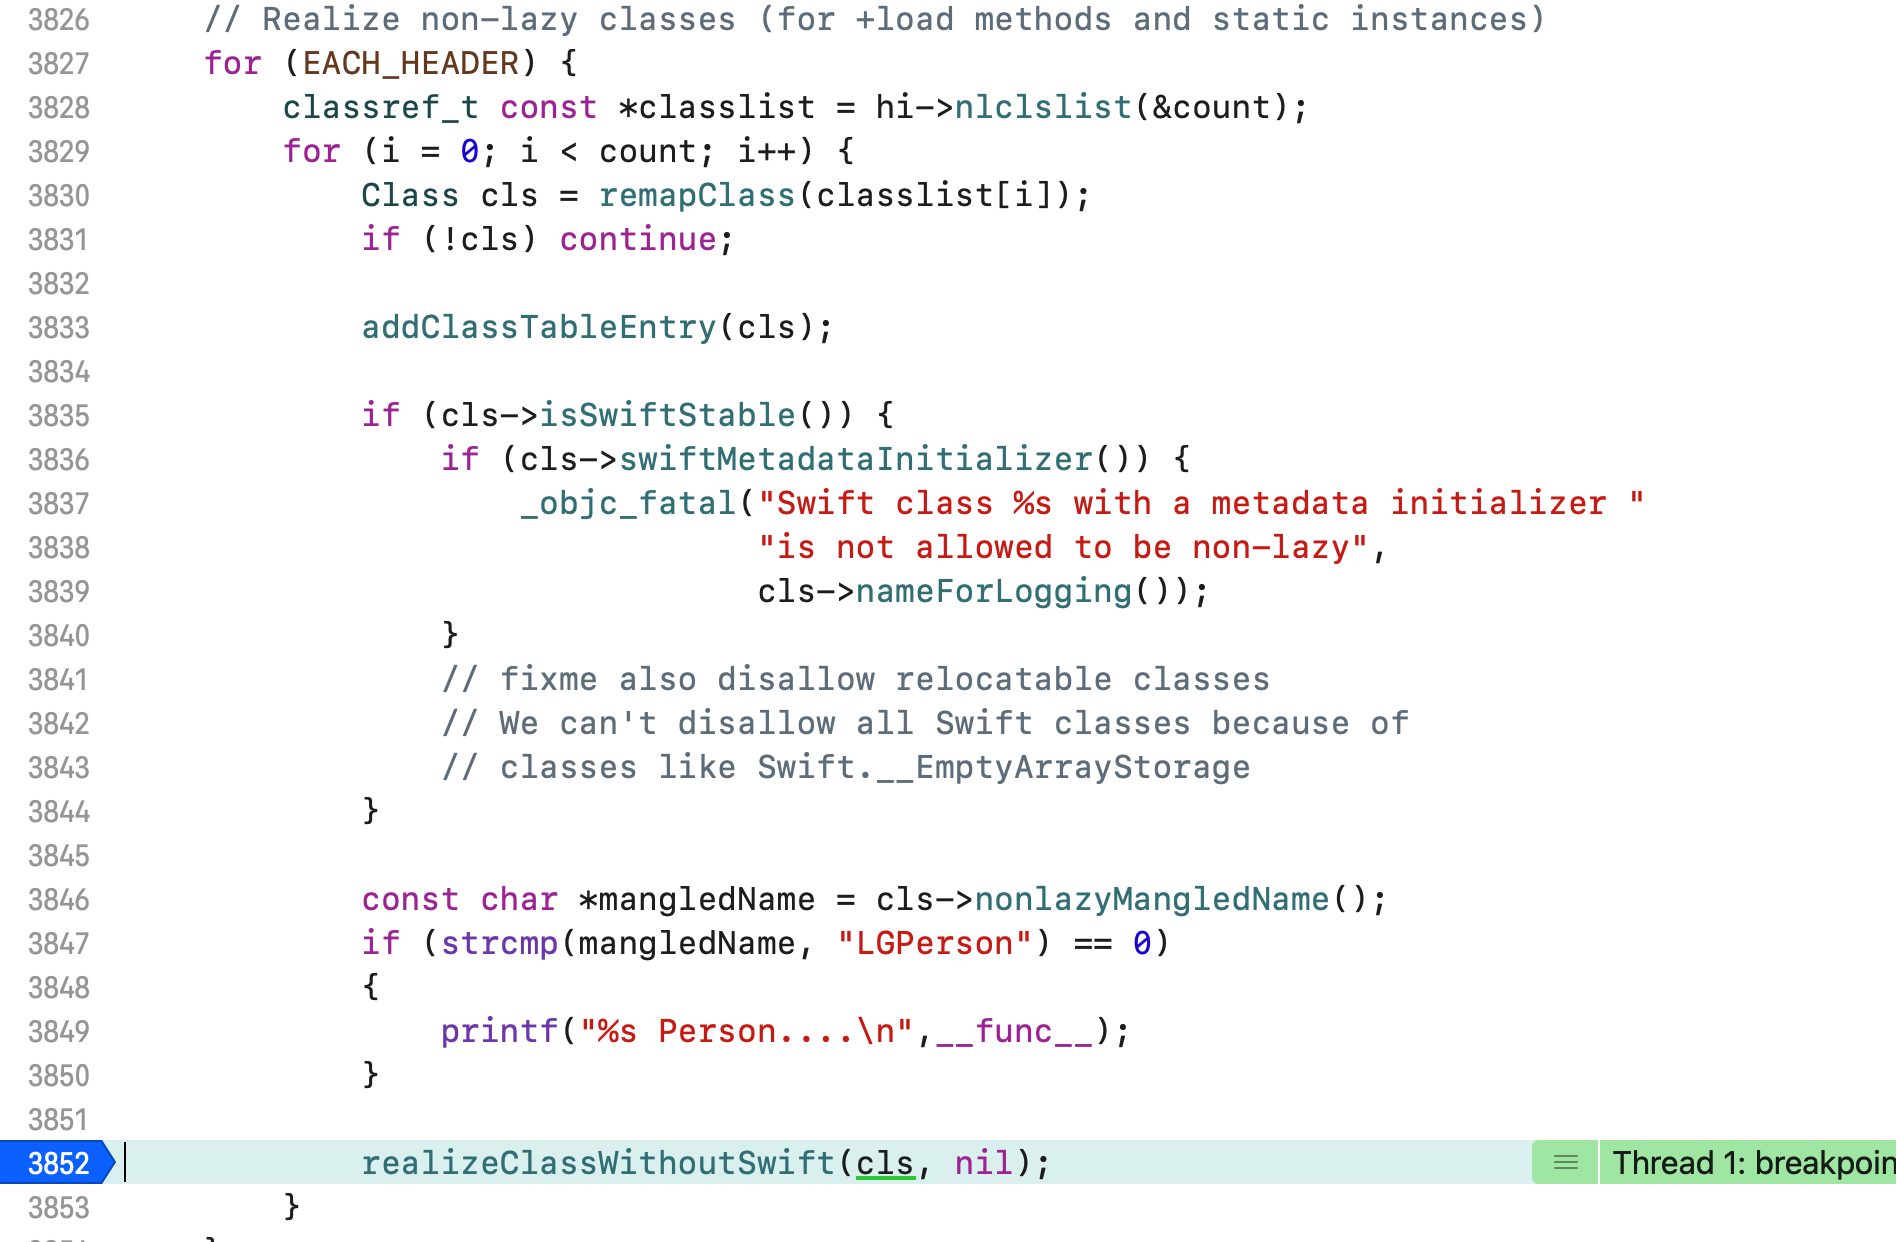 3826 // Realize non-lazy classes (for +load methods and static instances)
3827 for (EACH_HEADER) {
3828 classref_t const *classlist = hi->nlclslist(&count);
3829 for (i = 0; i < count; i++) {
3830 Class cls = remapClass(classlist[i]);
3831 if (!cls) continue;
3832
3833 addClassTableEntry(cls);
3834
3835 if (cls->isSwiftStable()) {
3836 if (cls->swiftMetadataInitializer()) {
3837 _objc_fatal("Swift class %s with a metadata initializer "
3838 "is not allowed to be non-lazy",
3839 cls->nameForLogging());
3840 }
3841 // fixme also disallow relocatable classes
3842 // We can't disallow all Swift classes because of
3843 // classes like Swift.__EmptyArrayStorage
3844 }
3845
3846 const char *mangledName = cls->nonlazyMangledName();
3847 if (strcmp(mangledName, "LGPerson") == 0)
3848 {
3849 printf("%s Person....\n",__func__);
3850 }
3851
3852 realizeClassWithoutSwift(cls, nil); Thread 1: breakpoin
3853 }